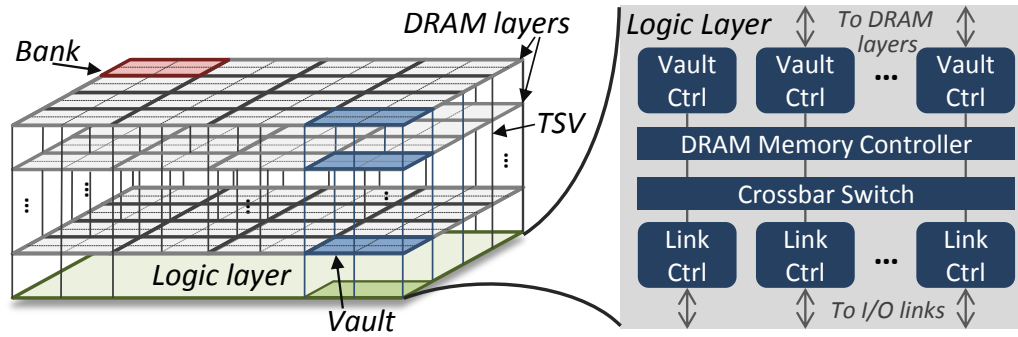 Bank
DRAM layers
TSV
Logic layer
Vault
Logic Layer
To DRAM
layers
Vault
Ctrl
Vault
Ctrl
...
Vault
Ctrl
DRAM Memory Controller
Crossbar Switch
Link
Ctrl
Link
Ctrl
...
Link
Ctrl
To I/O links